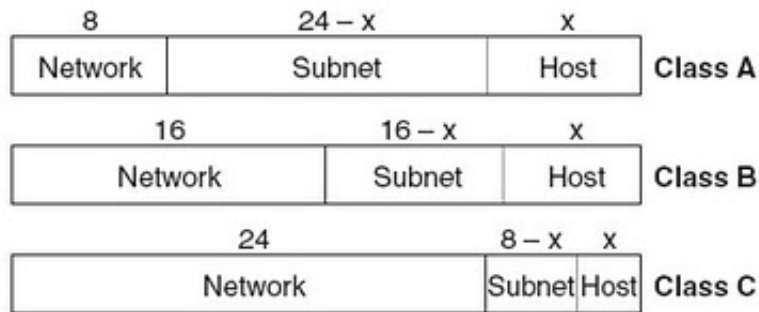 8 24 – x x
Network Subnet Host Class A
16 16 – x x
Network Subnet Host Class B
24 8 – x x
Network Subnet Host Class C